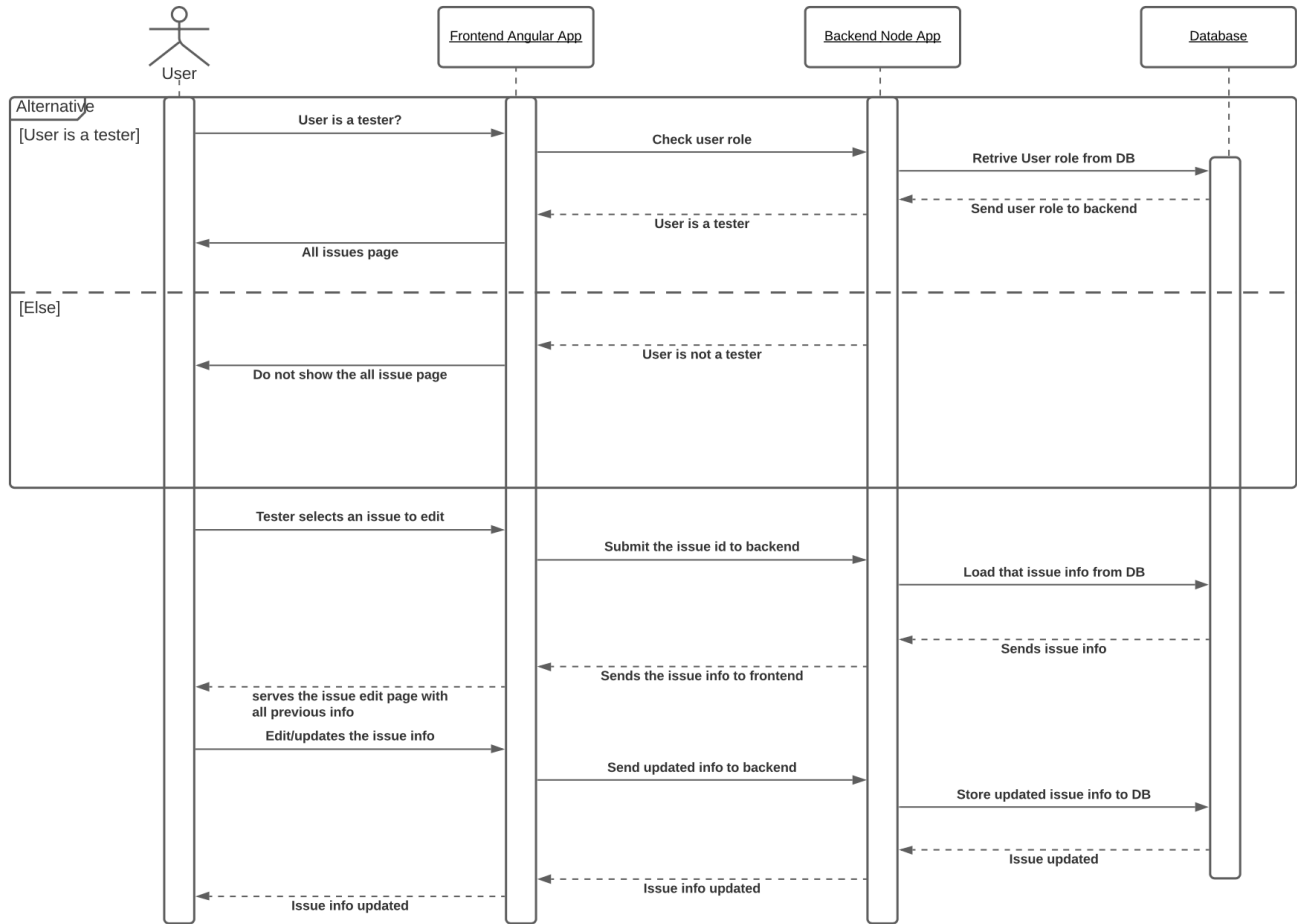 User
Frontend Angular App
Backend Node App
Database
Alternative
[User is a tester]
User is a tester?
Check user role
Retrive User role from DB
Send user role to backend
User is a tester
All issues page
[Else]
User is not a tester
Do not show the all issue page
Tester selects an issue to edit
Submit the issue id to backend
Load that issue info from DB
Sends issue info
Sends the issue info to frontend
serves the issue edit page with
all previous info
Edit/updates the issue info
Send updated info to backend
Store updated issue info to DB
Issue updated
Issue info updated
Issue info updated